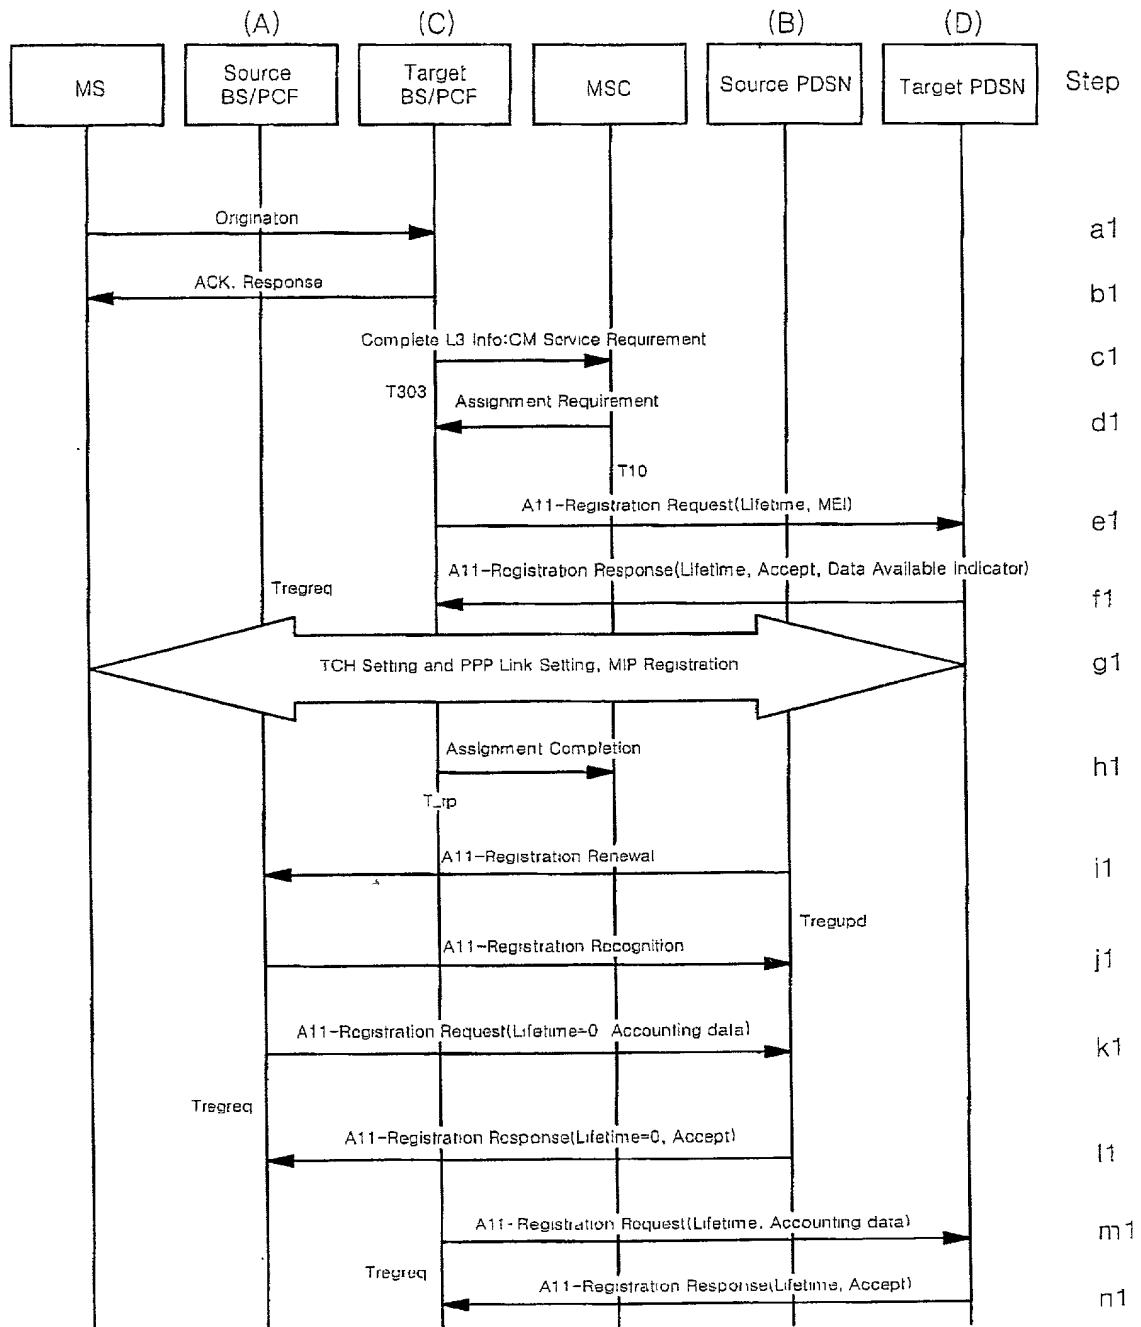 (A) (C) (B) (D)
MS
Source
BS/PCF
Target
BS/PCF
MSC
Source PDSN
Target PDSN
Step
Originaton
a1
ACK. Response
b1
Complete L3 Info:CM Service Requirement
c1
T303
Assignment Requirement
d1
T10
A11-Registration Request(Lifetime, MEI)
e1
A11-Registration Response(Lifetime, Accept, Data Available Indicator)
Tregreq
f1
TCH Setting and PPP Link Setting, MIP Registration
g1
Assignment Completion
h1
T_rp
A11-Registration Renewal
i1
Tregupd
A11-Registration Recognition
j1
A11-Registration Request(Lifetime=0 Accounting data)
k1
Tregreq
A11-Registration Response(Lifetime=0, Accept)
l1
A11-Registration Request(Lifetime, Accounting data)
m1
Tregreq
A11-Registration Response(Lifetime, Accept)
n1